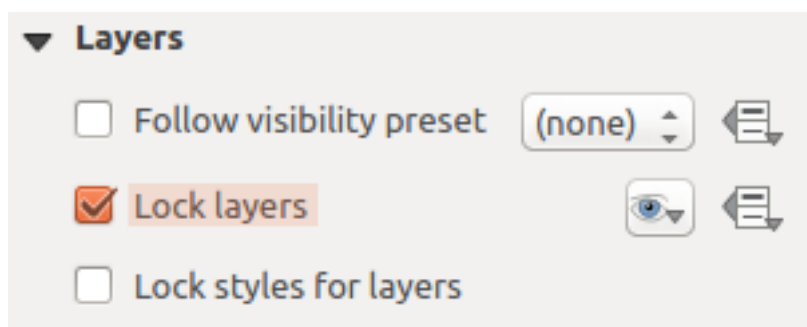 Layers
Follow visibility preset (none)
Lock layers
Lock styles for layers